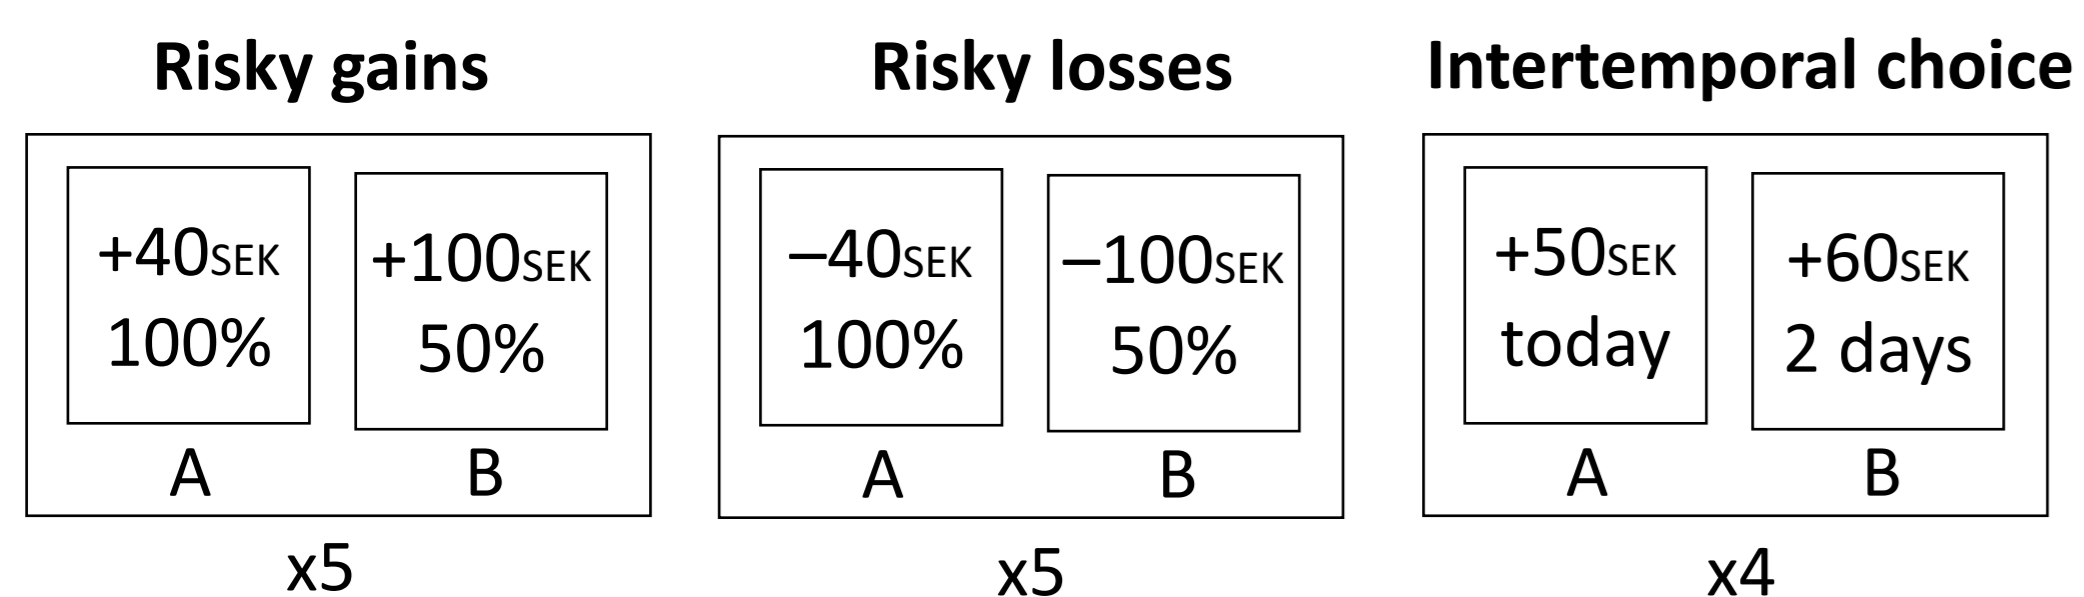 Risky gains
+40SEK
100%
A
+100SEK
50%
B
x5
Risky losses
–40SEK
100%
A
–100SEK
50%
B
x5
Intertemporal choice
+50SEK
today
A
+60SEK
2 days
B
x4